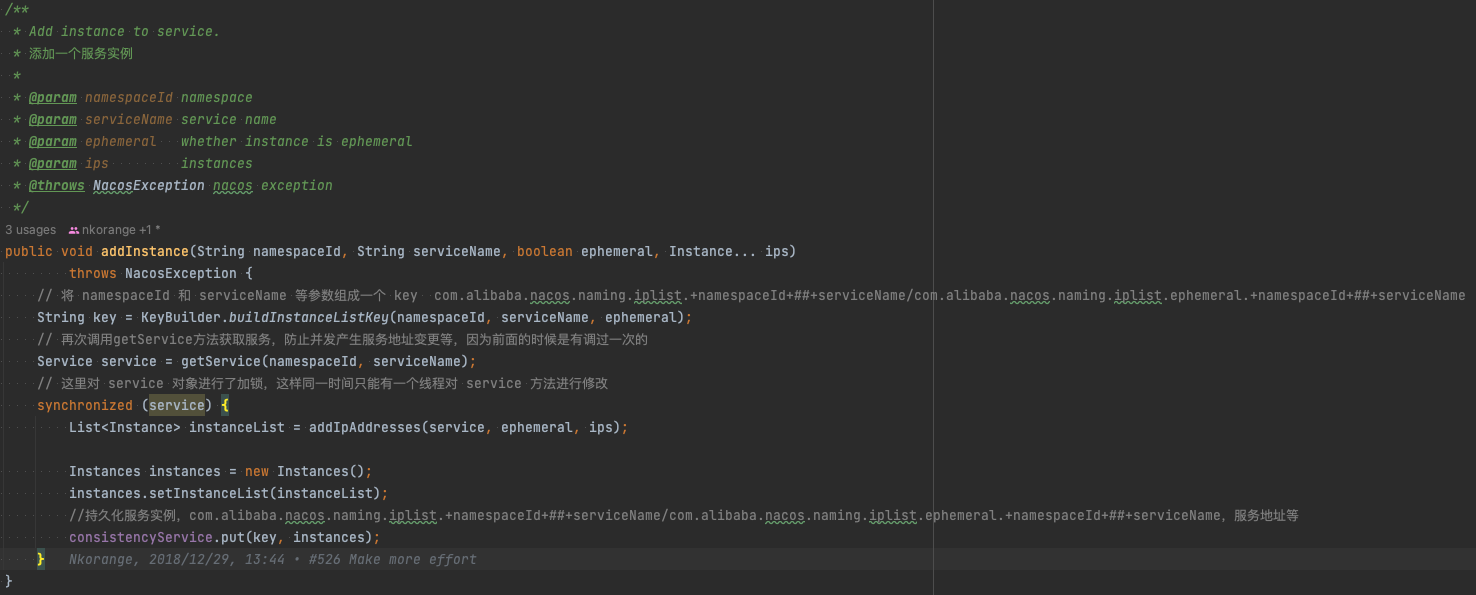 /**
 * Add instance to service.
 * 添加一个服务实例
 *
 * @param namespaceId namespace
 * @param serviceName service name
 * @param ephemeral   whether instance is ephemeral
 * @param ips         instances
 * @throws NacosException nacos exception
 */
3 usages   nkorange +1 *
public void addInstance(String namespaceId, String serviceName, boolean ephemeral, Instance... ips)
        throws NacosException {
    // 将 namespaceId 和 serviceName 等参数组成一个 key  com.alibaba.nacos.naming.iplist.+namespaceId+##+serviceName/com.alibaba.nacos.naming.iplist.ephemeral.+namespaceId+##+serviceName
    String key = KeyBuilder.buildInstanceListKey(namespaceId, serviceName, ephemeral);
    // 再次调用getService方法获取服务，防止并发产生服务地址变更等，因为前面的时候是有调过一次的
    Service service = getService(namespaceId, serviceName);
    // 这里对 service 对象进行了加锁，这样同一时间只能有一个线程对 service 方法进行修改
    synchronized (service) {
        List<Instance> instanceList = addIpAddresses(service, ephemeral, ips);
        Instances instances = new Instances();
        instances.setInstanceList(instanceList);
        //持久化服务实例，com.alibaba.nacos.naming.iplist.+namespaceId+##+serviceName/com.alibaba.nacos.naming.iplist.ephemeral.+namespaceId+##+serviceName，服务地址等
        consistencyService.put(key, instances);
    }   Nkorange, 2018/12/29, 13:44 • #526 Make more effort
}